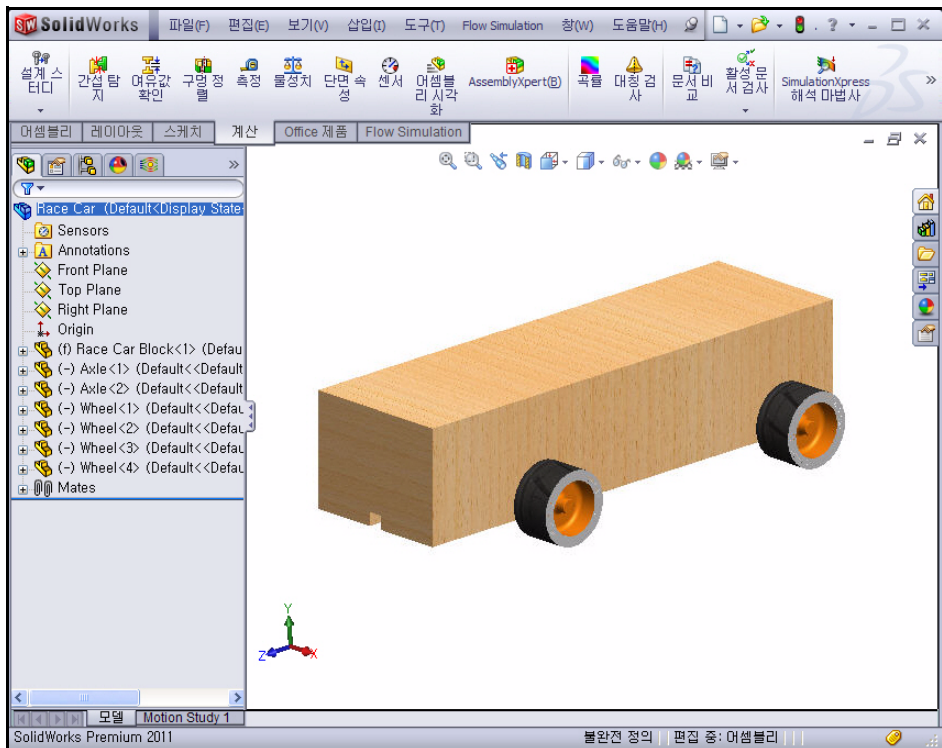 SolidWorks 파일(F) 편집(E) 보기(V) 삽입(I) 도구(T) Flow Simulation 창(W) 도움말(H)
설계 스터디 간섭 탐지 여유값 확인 구멍 정렬 측정 물성치 단면 속성 센서 어셈블리 시각화 AssemblyXpert(B) 곡률 대칭 검사 문서 비교 활성 문서 검사 SimulationXpress 해석 마법사
어셈블리 레이아웃 스케치 계산 Office 제품 Flow Simulation
Race Car (Default<Display State
Sensors
Annotations
Front Plane
Top Plane
Right Plane
Origin
(f) Race Car Block<1> (Defau
(-) Axle<1> (Default<<Default
(-) Axle<2> (Default<<Default
(-) Wheel<1> (Default<<Defau
(-) Wheel<2> (Default<<Defau
(-) Wheel<3> (Default<<Defau
(-) Wheel<4> (Default<<Defau
Mates
Y
Z X
모델 Motion Study 1
SolidWorks Premium 2011 불완전 정의 편집 중: 어셈블리